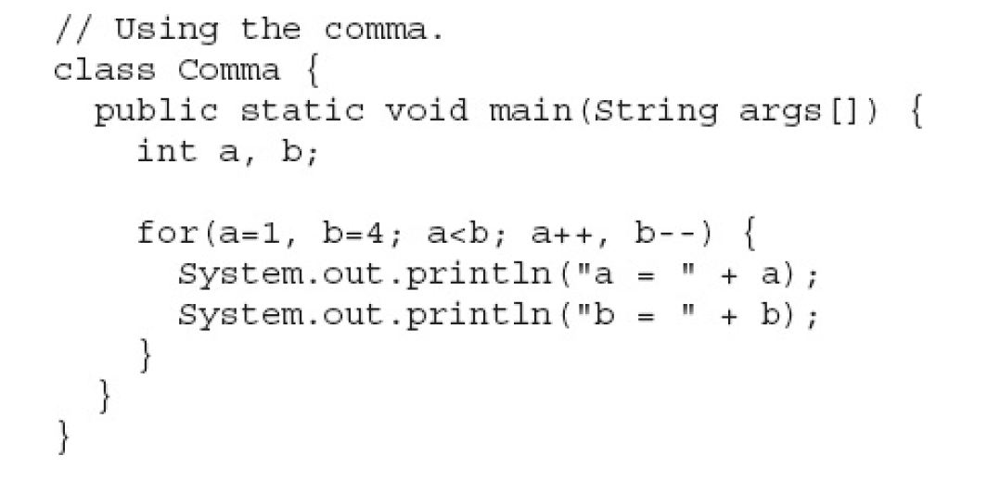 // Using the comma.
class Comma {
  public static void main(String args[]) {
    int a, b;

    for(a=1, b=4; a<b; a++, b--) {
      System.out.println("a = " + a);
      System.out.println("b = " + b);
    }
  }
}